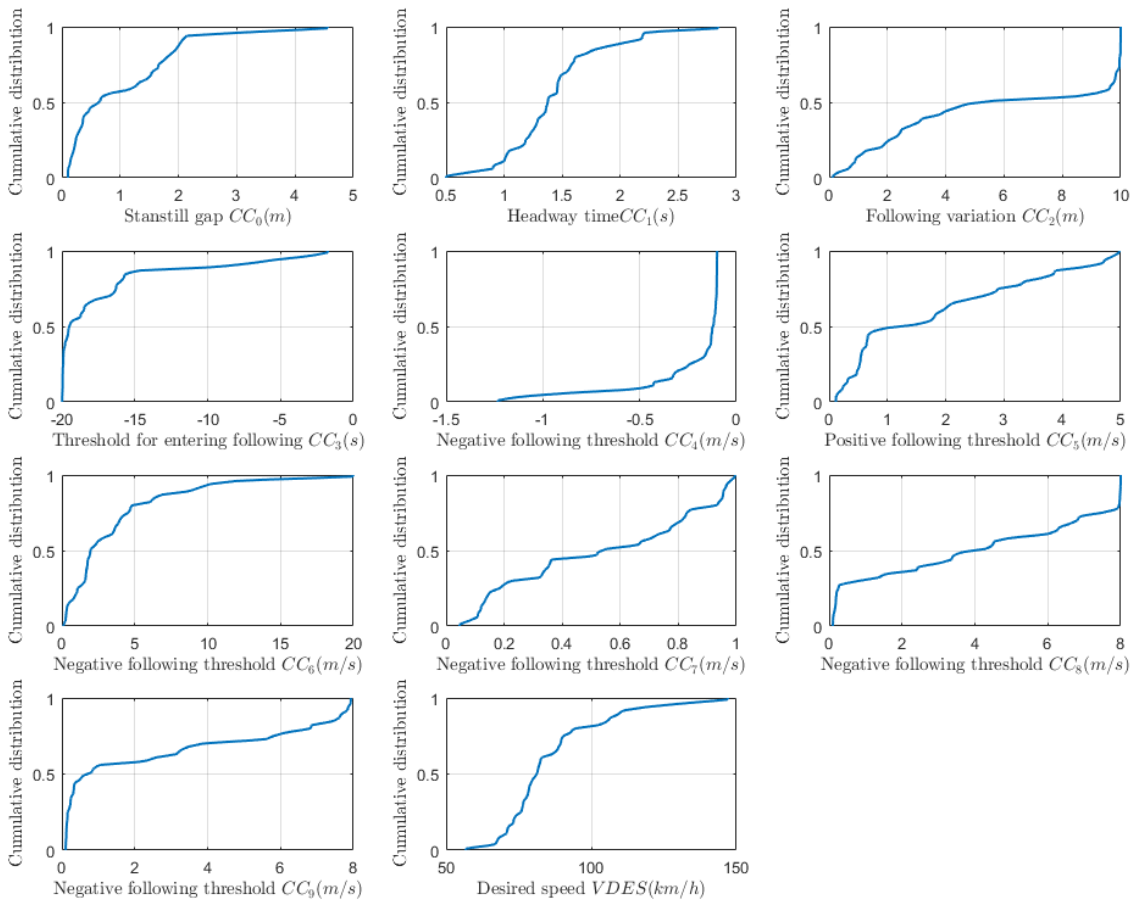 Cumulative distribution
1
0.5
0
0 1 2 3 4 5
Stanstill gap CC₀(m)
Cumulative distribution
1
0.5
0
0.5 1 1.5 2 2.5 3
Headway timeCC₁(s)
Cumulative distribution
1
0.5
0
0 2 4 6 8 10
Following variation CC₂(m)
Cumulative distribution
1
0.5
0
-20 -15 -10 -5 0
Threshold for entering following CC₃(s)
Cumulative distribution
1
0.5
0
-1.5 -1 -0.5 0
Negative following threshold CC₄(m/s)
Cumulative distribution
1
0.5
0
0 1 2 3 4 5
Positive following threshold CC₅(m/s)
Cumulative distribution
1
0.5
0
0 5 10 15 20
Negative following threshold CC₆(m/s)
Cumulative distribution
1
0.5
0
0 0.2 0.4 0.6 0.8 1
Negative following threshold CC₇(m/s)
Cumulative distribution
1
0.5
0
0 2 4 6 8
Negative following threshold CC₈(m/s)
Cumulative distribution
1
0.5
0
0 2 4 6 8
Negative following threshold CC₉(m/s)
Cumulative distribution
1
0.5
0
50 100 150
Desired speed VDES(km/h)